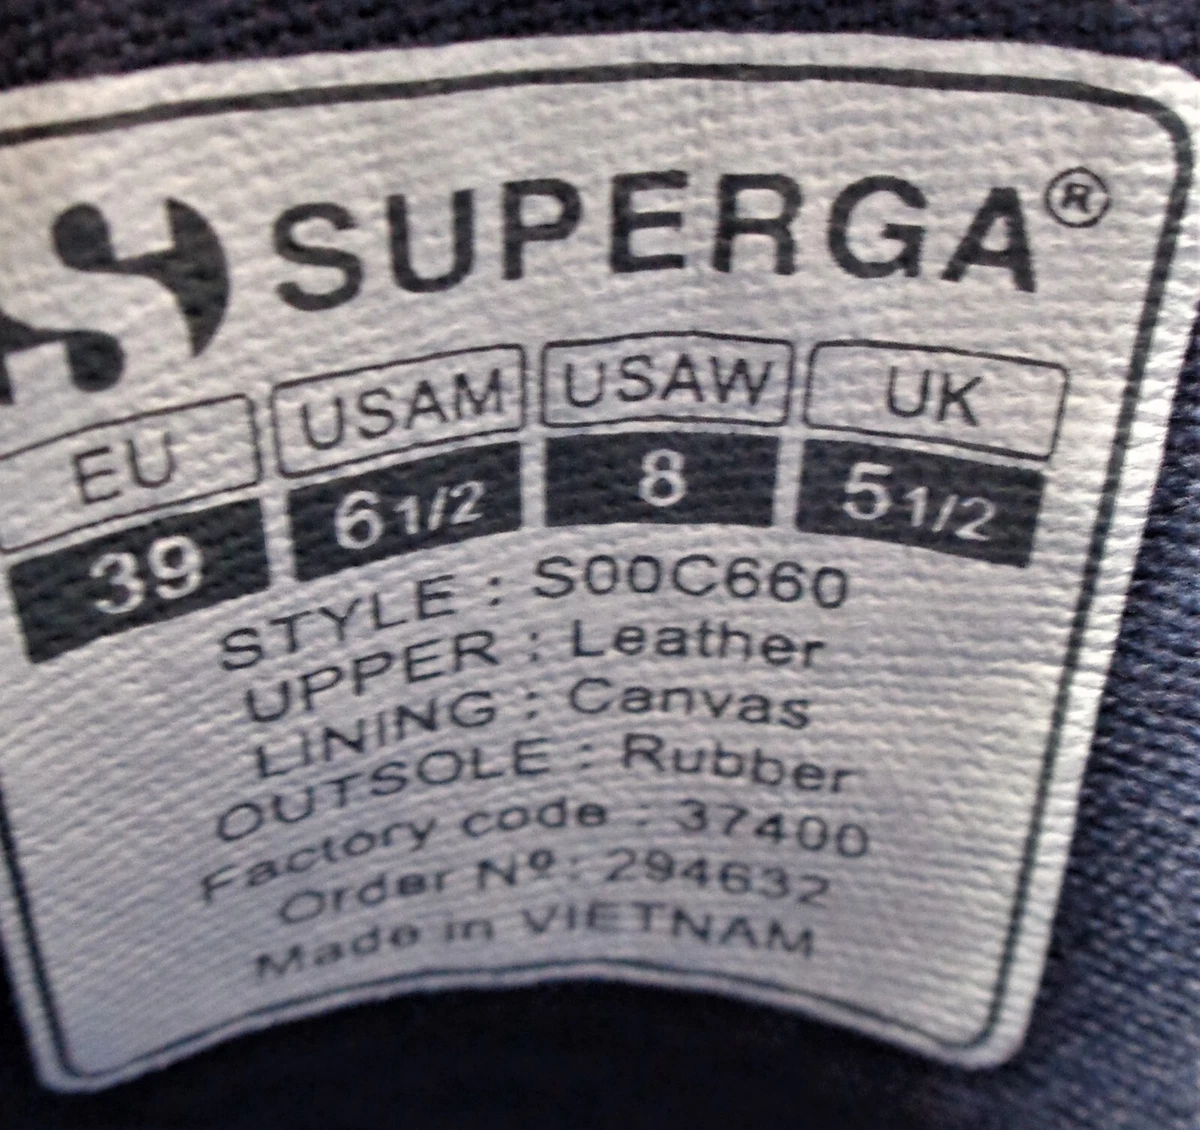 SUPERGA®
EU USAM USAW UK
39 6 1/2 8 5 1/2
STYLE : S00C660
UPPER : Leather
LINING : Canvas
OUTSOLE : Rubber
Factory code : 37400
Order Nº: 294632
Made in VIETNAM